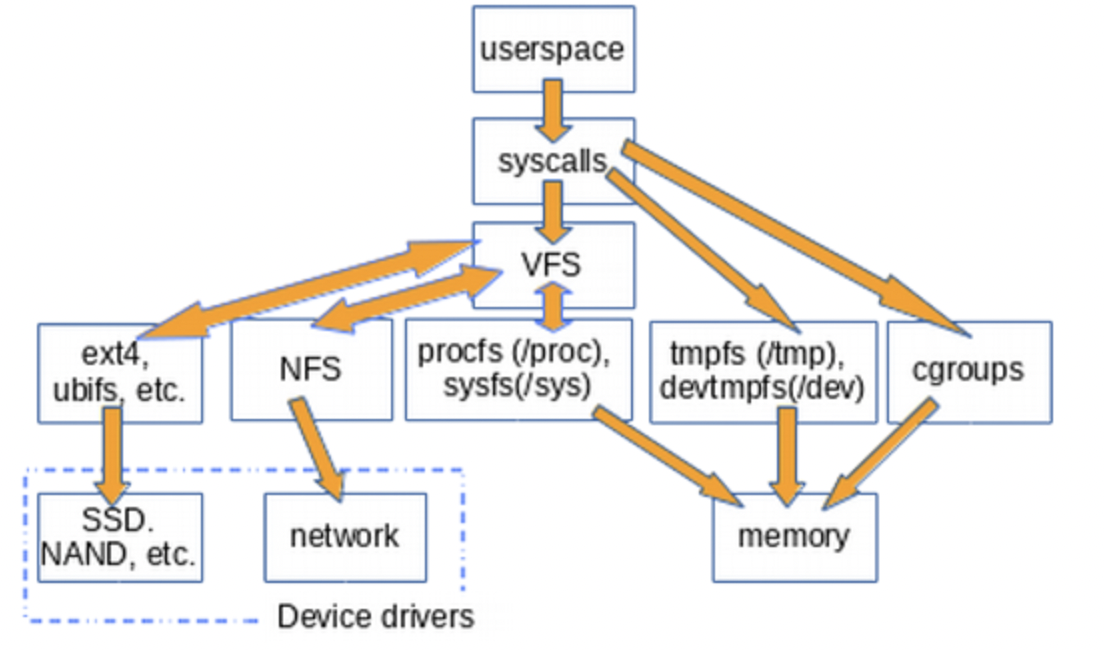 userspace
syscalls
VFS
ext4,
ubifs, etc.
NFS
procfs (/proc),
sysfs(/sys)
tmpfs (/tmp),
devtmpfs(/dev)
cgroups
SSD.
NAND, etc.
network
memory
Device drivers